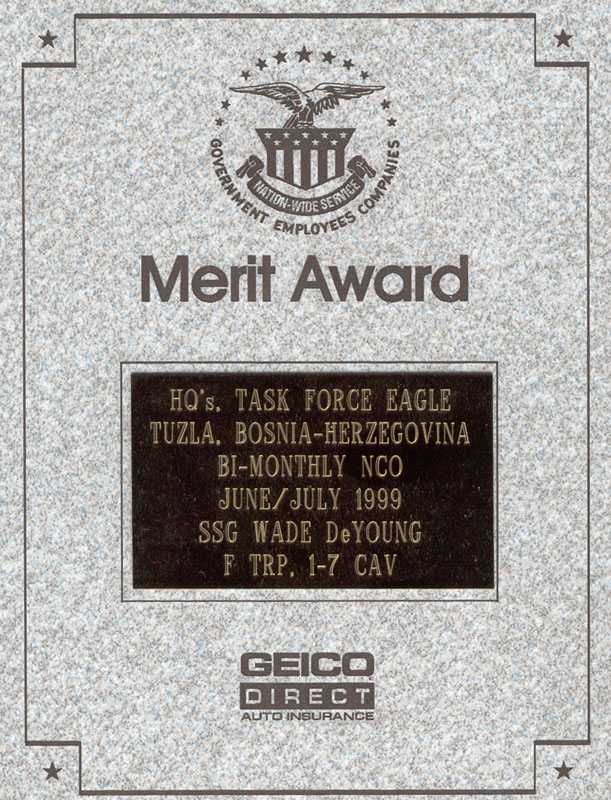 NATION-WIDE SERVICE
GOVERNMENT EMPLOYEES COMPANIES
Merit Award
HQ's, TASK FORCE EAGLE
TUZLA, BOSNIA-HERZEGOVINA
BI-MONTHLY NCO
JUNE/JULY 1999
SSG WADE DeYOUNG
F TRP, 1-7 CAV
GEICO
DIRECT
AUTO INSURANCE